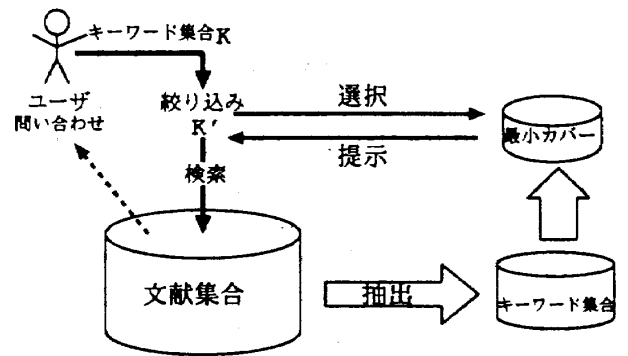 キーワード集合K
ユーザ
問い合わせ
絞り込み
K'
選択
提示
最小カバー
検索
文献集合
抽出
キーワード集合